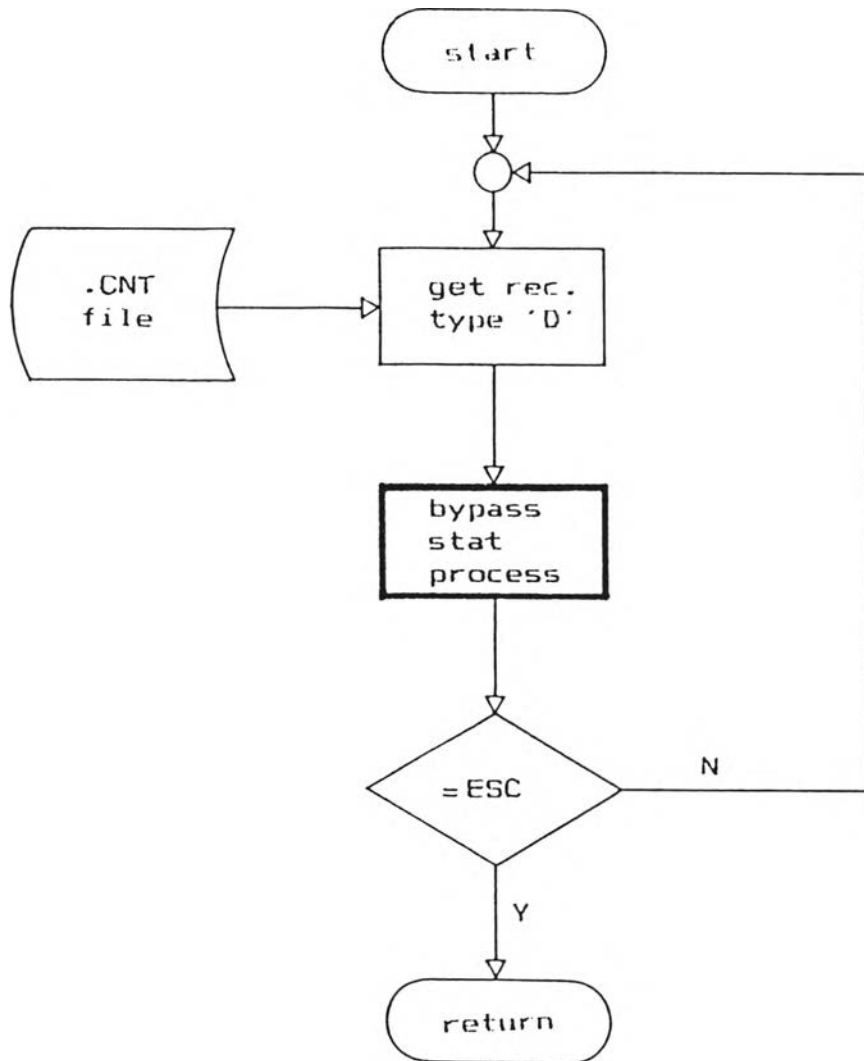 start
.CNT
file
get rec.
type 'D'
bypass
stat
process
=ESC
N
Y
return